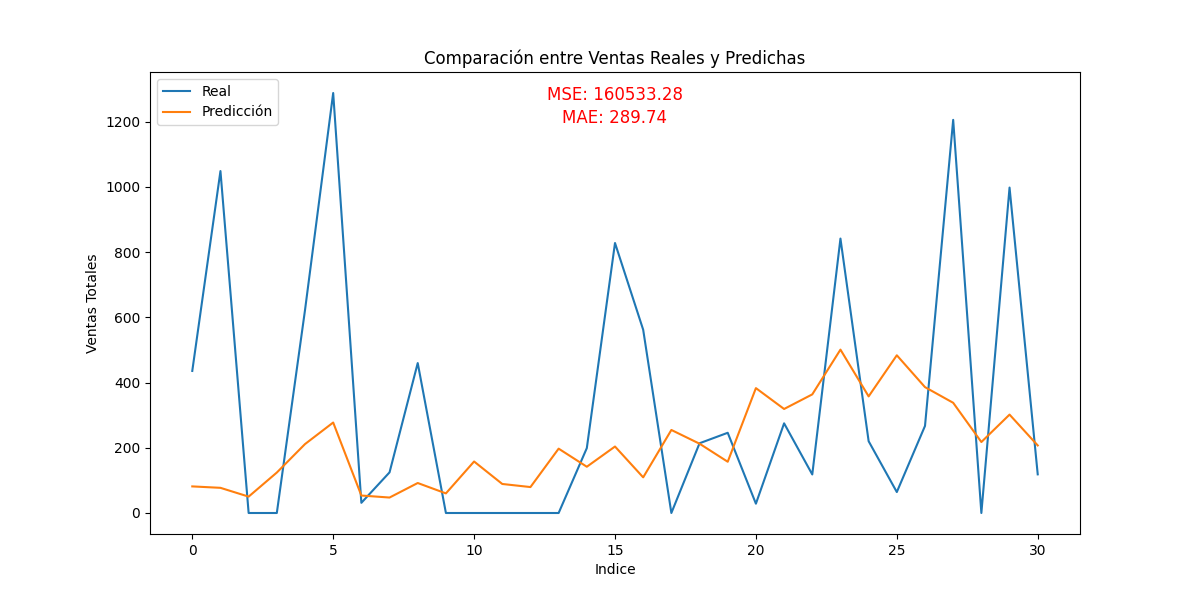 Comparación entre Ventas Reales y Predichas
Real
Predicción
MSE: 160533.28
MAE: 289.74
1200
1000
800
600
400
200
0
Ventas Totales
0 5 10 15 20 25 30
Indice